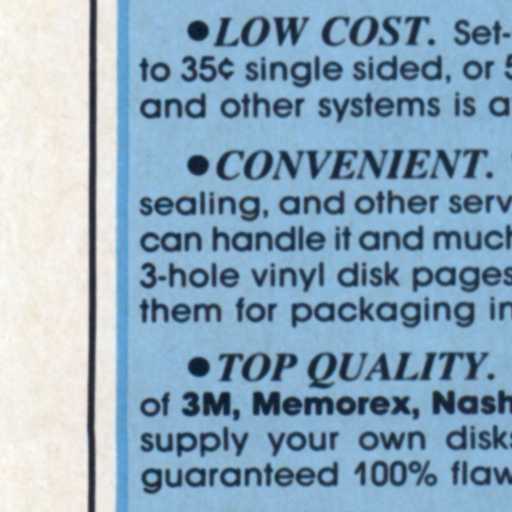 ●LOW COST. Set-
to 35¢ single sided, or
and other systems is
●CONVENIENT.
sealing, and other serv
can handle it and much
3-hole vinyl disk pages
them for packaging in
●TOP QUALITY.
of 3M, Memorex, Nash
supply your own disks
guaranteed 100% flaw